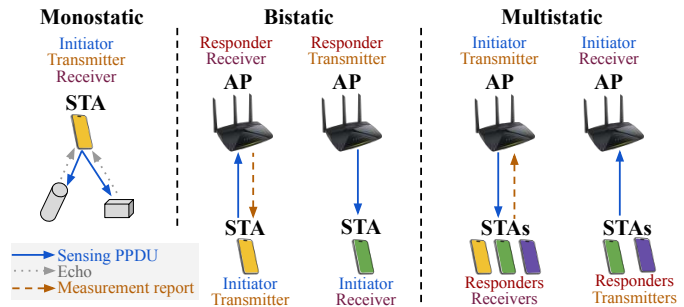 Monostatic
Initiator
Transmitter
Receiver
STA
Sensing PPDU
Echo
Measurement report
Bistatic
Responder
Receiver
AP
STA
Initiator
Transmitter
Responder
Transmitter
AP
STA
Initiator
Receiver
Multistatic
Initiator
Transmitter
AP
STAs
Responders
Receivers
Initiator
Receiver
AP
STAs
Responders
Transmitters